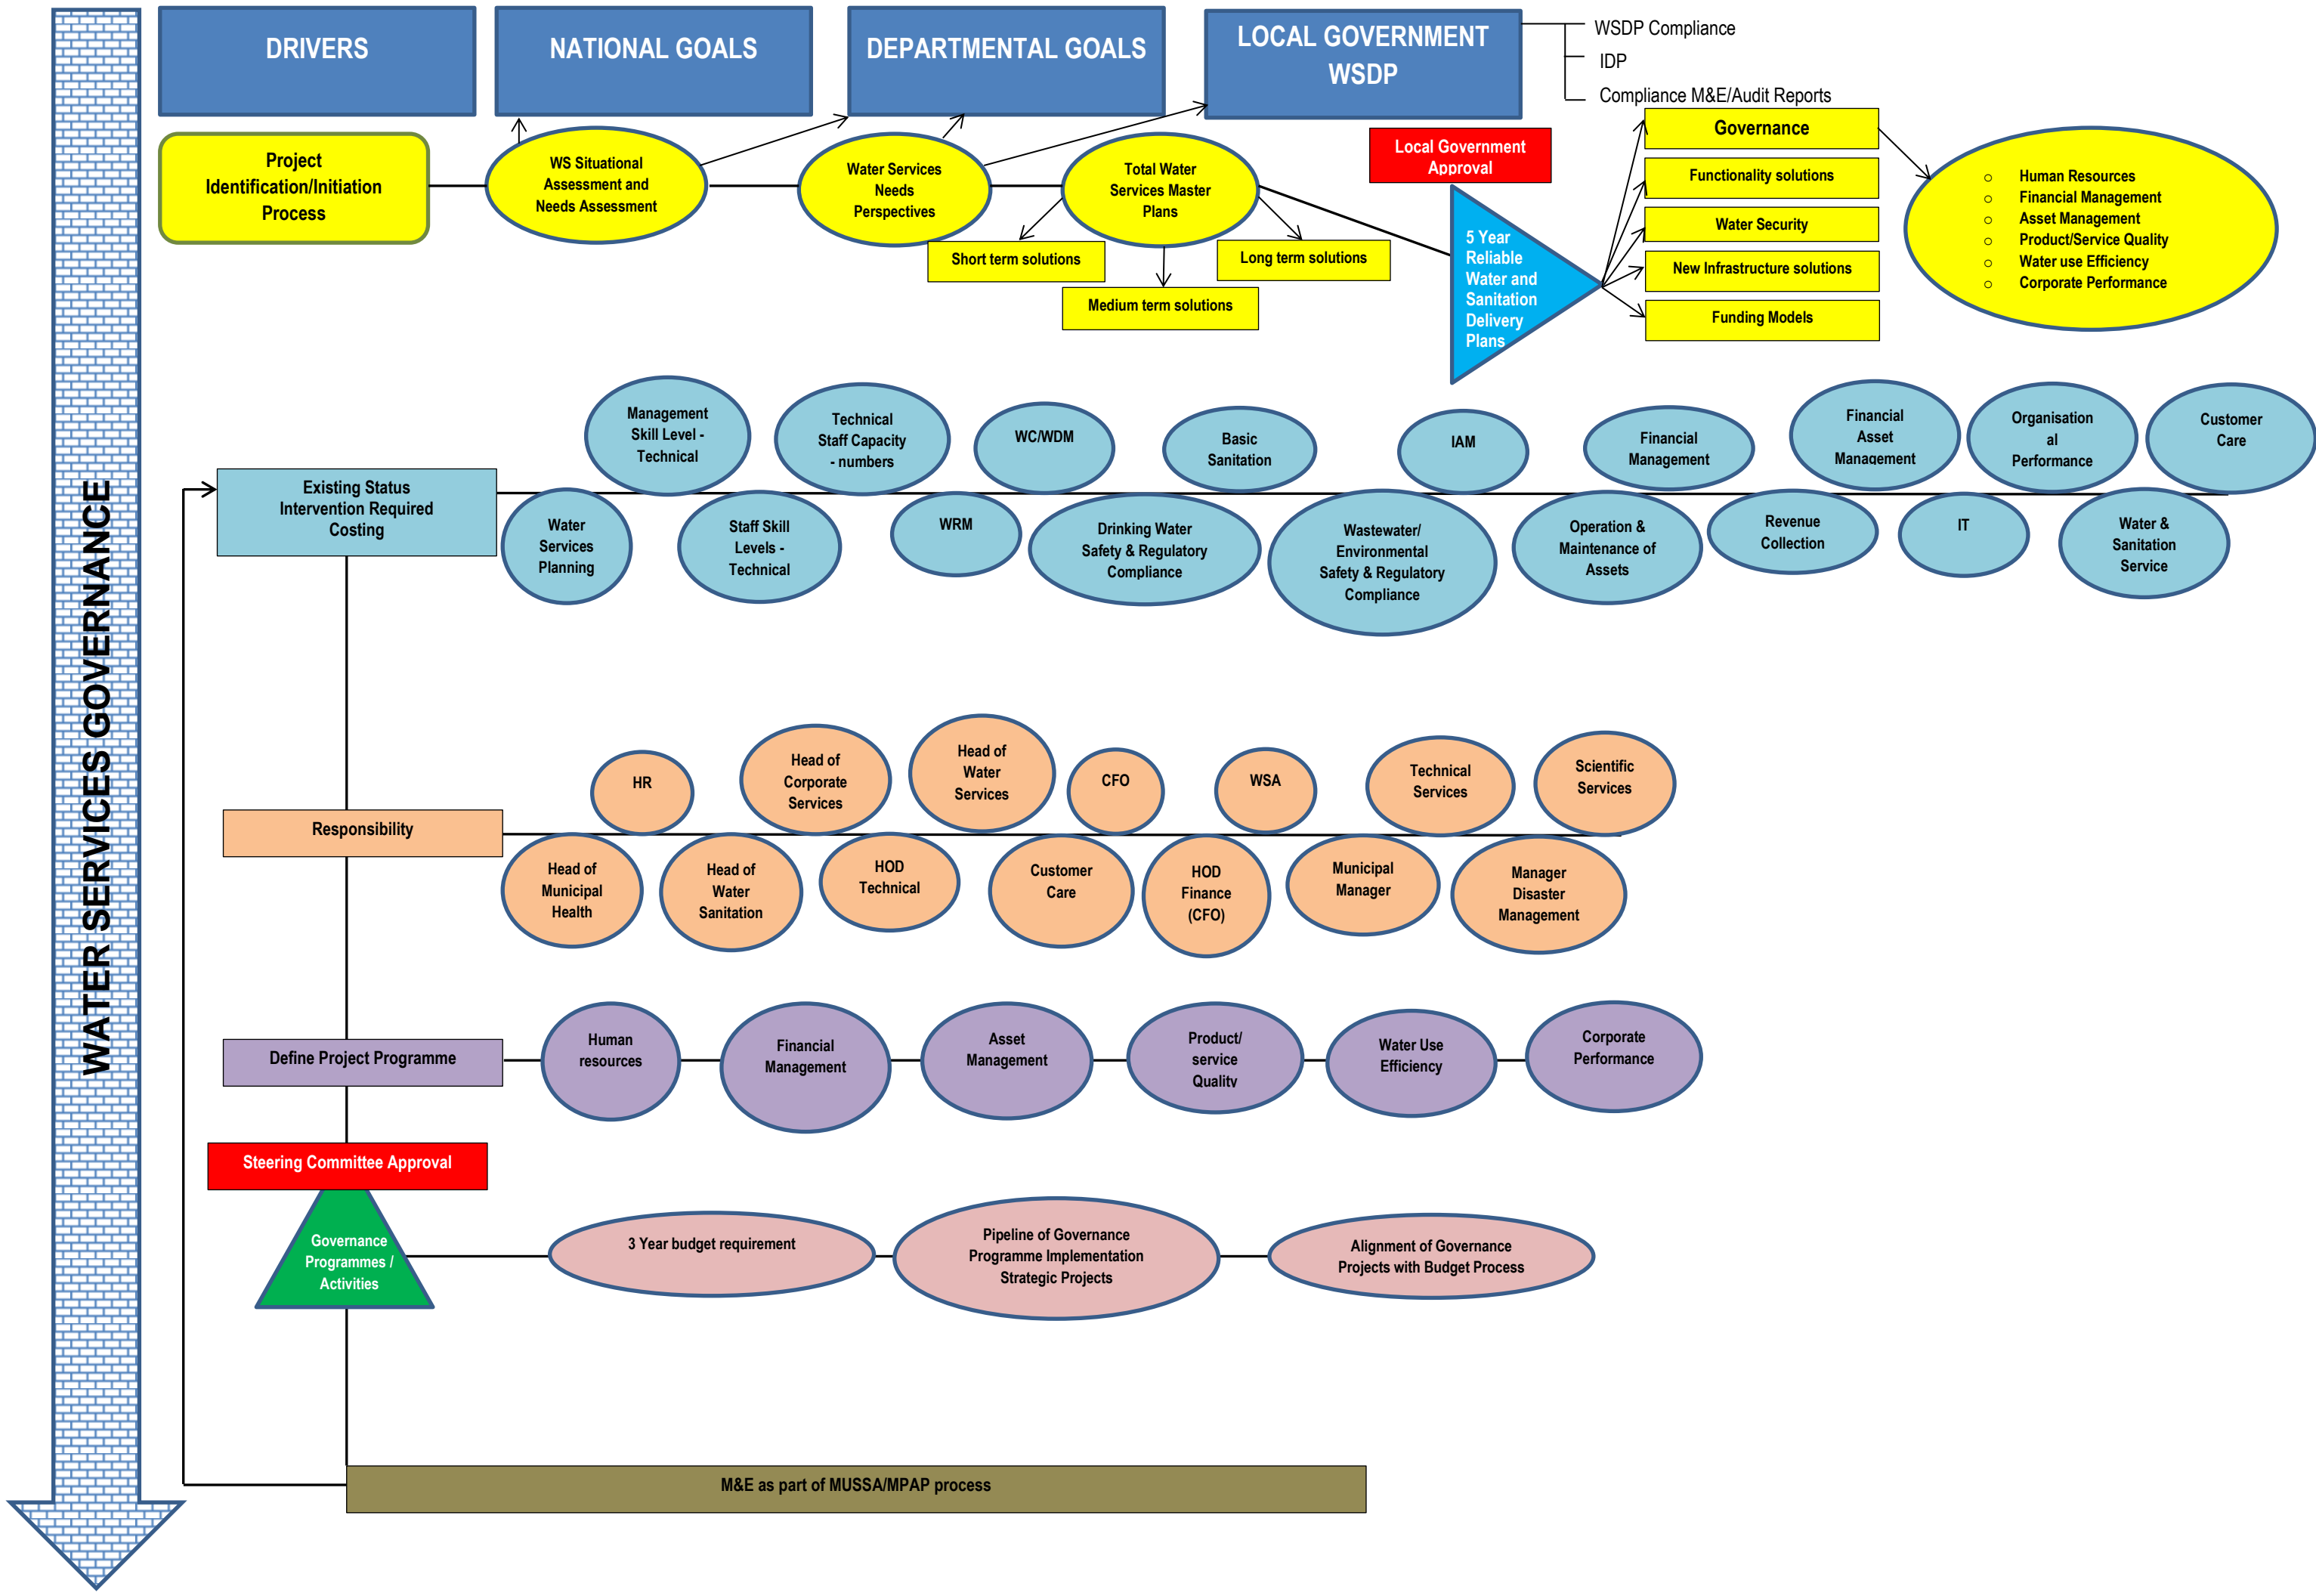 WATER SERVICES GOVERNANCE
DRIVERS
NATIONAL GOALS
DEPARTMENTAL GOALS
LOCAL GOVERNMENT
WSDP
WSDP Compliance
IDP
Compliance M&E/Audit Reports
Project
Identification/Initiation
Process
WS Situational
Assessment and
Needs Assessment
Water Services
Needs
Perspectives
Total Water
Services Master
Plans
Short term solutions
Medium term solutions
Long term solutions
Local Government
Approval
5 Year
Reliable
Water and
Sanitation
Delivery
Plans
Governance
Functionality solutions
Water Security
New Infrastructure solutions
Funding Models
o Human Resources
o Financial Management
o Asset Management
o Product/Service Quality
o Water use Efficiency
o Corporate Performance
Existing Status
Intervention Required
Costing
Management
Skill Level -
Technical
Technical
Staff Capacity
- numbers
WC/WDM
Basic
Sanitation
IAM
Financial
Management
Financial
Asset
Management
Organisation
al
Performance
Customer
Care
Water
Services
Planning
Staff Skill
Levels -
Technical
WRM
Drinking Water
Safety & Regulatory
Compliance
Wastewater/
Environmental
Safety & Regulatory
Compliance
Operation &
Maintenance of
Assets
Revenue
Collection
IT
Water &
Sanitation
Service
Responsibility
HR
Head of
Corporate
Services
Head of
Water
Services
CFO
WSA
Technical
Services
Scientific
Services
Head of
Municipal
Health
Head of
Water
Sanitation
HOD
Technical
Customer
Care
HOD
Finance
(CFO)
Municipal
Manager
Manager
Disaster
Management
Define Project Programme
Human
resources
Financial
Management
Asset
Management
Product/
service
Quality
Water Use
Efficiency
Corporate
Performance
Steering Committee Approval
Governance
Programmes /
Activities
3 Year budget requirement
Pipeline of Governance
Programme Implementation
Strategic Projects
Alignment of Governance
Projects with Budget Process
M&E as part of MUSSA/MPAP process